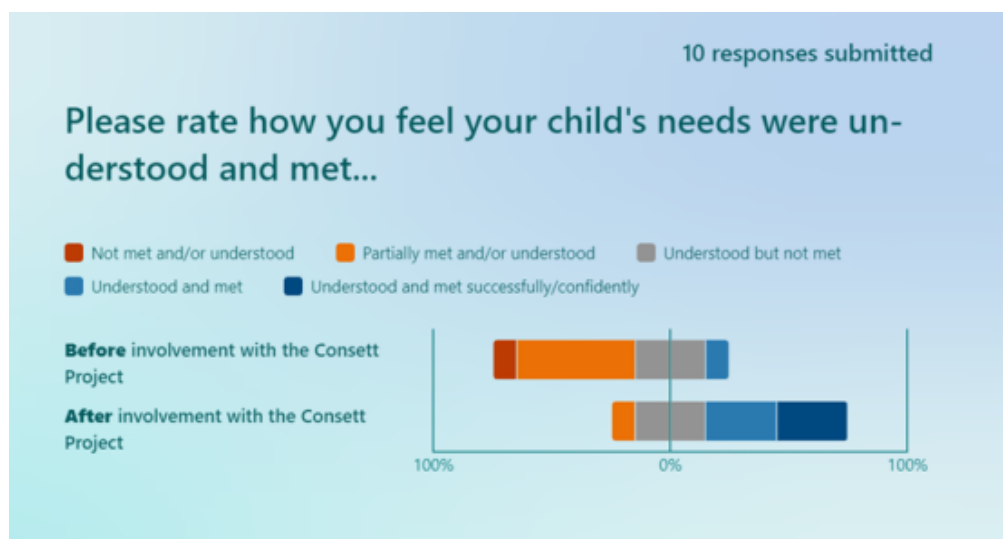 10 responses submitted
Please rate how you feel your child's needs were un-
derstood and met...
Not met and/or understood
Partially met and/or understood
Understood but not met
Understood and met
Understood and met successfully/confidently
Before involvement with the Consett
Project
After involvement with the Consett
Project
100%
0%
100%